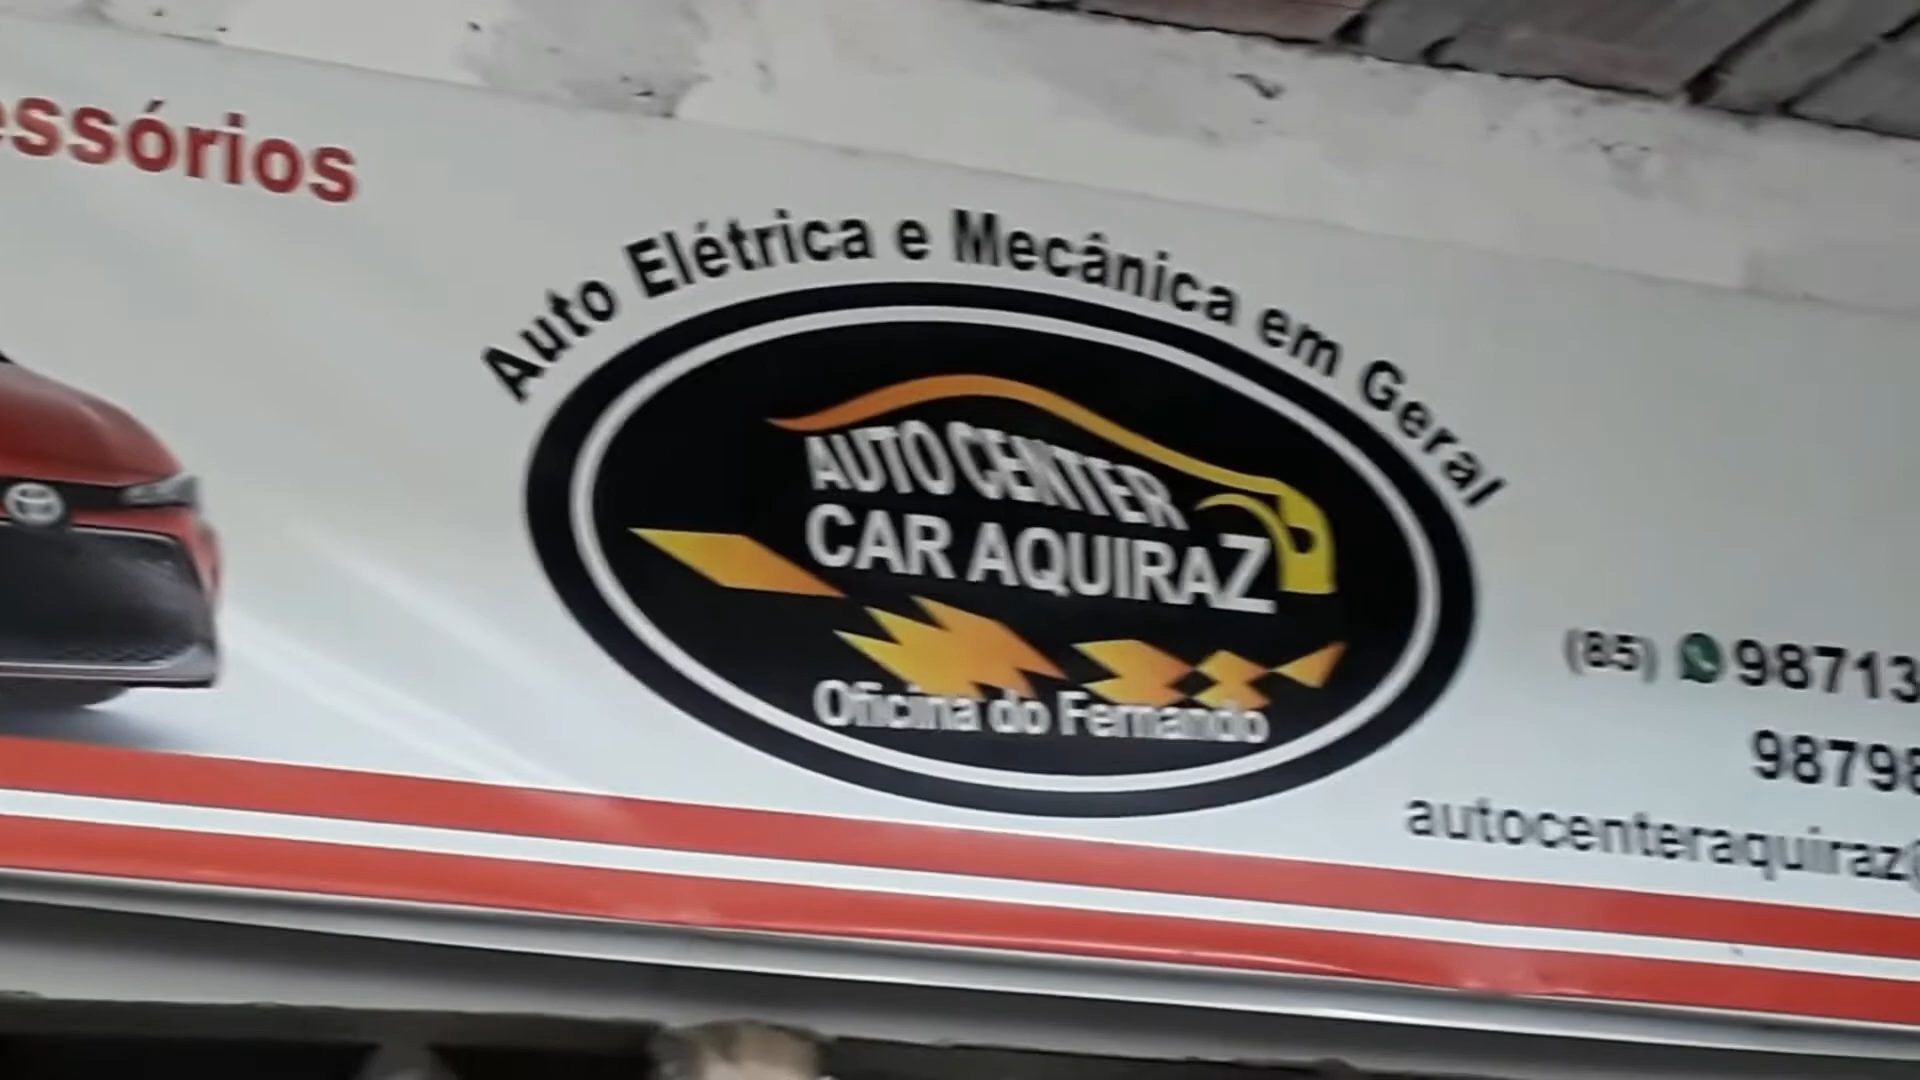 essórios
Auto Elétrica e Mecânica em Geral
AUTO CENTER
CAR AQUIRAZ
Oficina do Fernando
(85) 98713
98798
autocenteraquiraz@